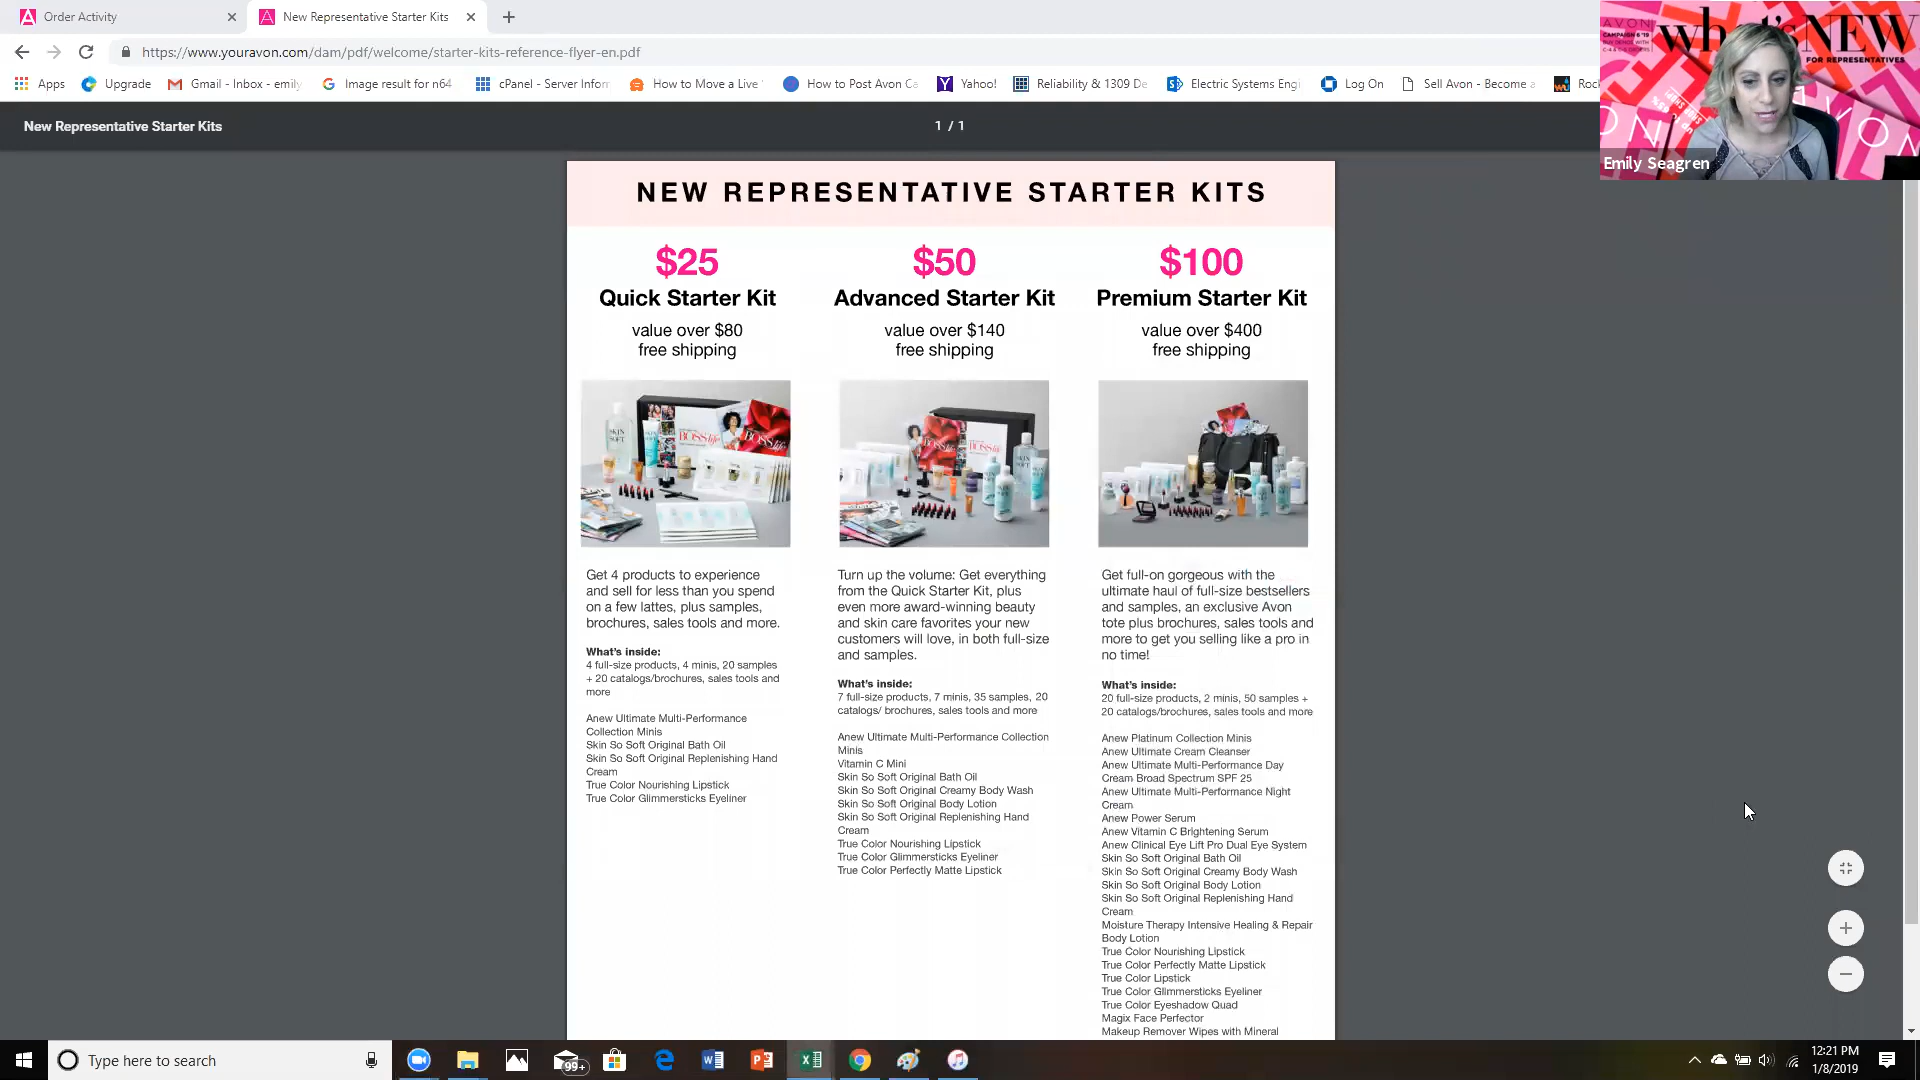 Order Activity
New Representative Starter Kits
https://www.youravon.com/dam/pdf/welcome/starter-kits-reference-flyer-en.pdf
Apps
Upgrade
Gmail - Inbox - emily
Image result for n64
cPanel - Server Inforn
How to Move a Live
How to Post Avon Ca
Yahoo!
Reliability & 1309 De
Electric Systems Engi
Log On
Sell Avon - Become a
Rock
AVON
CAMPAIGN 6 '19
what's NEW
FOR REPRESENTATIVES
Emily Seagren
New Representative Starter Kits
1 / 1
NEW REPRESENTATIVE STARTER KITS
$25
Quick Starter Kit
value over $80
free shipping
Get 4 products to experience
and sell for less than you spend
on a few lattes, plus samples,
brochures, sales tools and more.
What's inside:
4 full-size products, 4 minis, 20 samples
+ 20 catalogs/brochures, sales tools and
more
Anew Ultimate Multi-Performance
Collection Minis
Skin So Soft Original Bath Oil
Skin So Soft Original Replenishing Hand
Cream
True Color Nourishing Lipstick
True Color Glimmersticks Eyeliner
$50
Advanced Starter Kit
value over $140
free shipping
Turn up the volume: Get everything
from the Quick Starter Kit, plus
even more award-winning beauty
and skin care favorites your new
customers will love, in both full-size
and samples.
What's inside:
7 full-size products, 7 minis, 35 samples, 20
catalogs/ brochures, sales tools and more
Anew Ultimate Multi-Performance Collection
Minis
Vitamin C Mini
Skin So Soft Original Bath Oil
Skin So Soft Original Creamy Body Wash
Skin So Soft Original Body Lotion
Skin So Soft Original Replenishing Hand
Cream
True Color Nourishing Lipstick
True Color Glimmersticks Eyeliner
True Color Perfectly Matte Lipstick
$100
Premium Starter Kit
value over $400
free shipping
Get full-on gorgeous with the
ultimate haul of full-size bestsellers
and samples, an exclusive Avon
tote plus brochures, sales tools and
more to get you selling like a pro in
no time!
What's inside:
20 full-size products, 2 minis, 50 samples +
20 catalogs/brochures, sales tools and more
Anew Platinum Collection Minis
Anew Ultimate Cream Cleanser
Anew Ultimate Multi-Performance Day
Cream Broad Spectrum SPF 25
Anew Ultimate Multi-Performance Night
Cream
Anew Power Serum
Anew Vitamin C Brightening Serum
Anew Clinical Eye Lift Pro Dual Eye System
Skin So Soft Original Bath Oil
Skin So Soft Original Creamy Body Wash
Skin So Soft Original Body Lotion
Skin So Soft Original Replenishing Hand
Cream
Moisture Therapy Intensive Healing & Repair
Body Lotion
True Color Nourishing Lipstick
True Color Perfectly Matte Lipstick
True Color Lipstick
True Color Glimmersticks Eyeliner
True Color Eyeshadow Quad
Magix Face Perfector
Makeup Remover Wipes with Mineral
Type here to search
99+
12:21 PM
1/8/2019